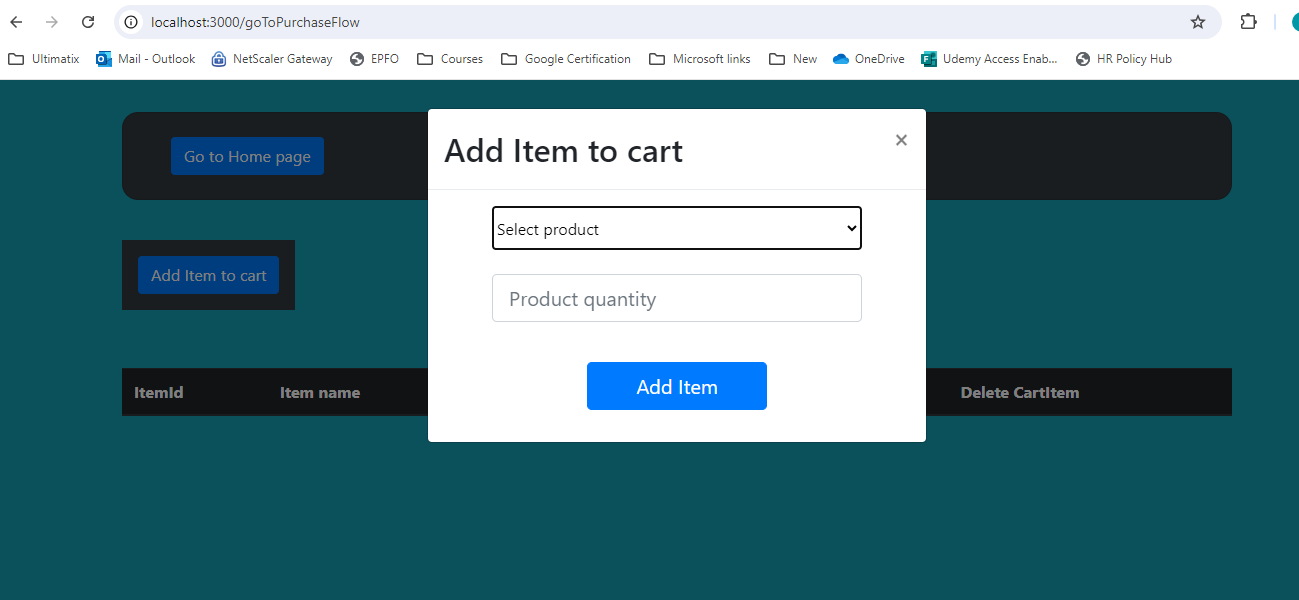 localhost:3000/goToPurchaseFlow
Ultimatix Mail - Outlook NetScaler Gateway EPFO Courses Google Certification Microsoft links New OneDrive Udemy Access Enab... HR Policy Hub
Go to Home page
Add Item to cart
×
Select product
Product quantity
Add Item
Add Item to cart
ItemId Item name Delete CartItem